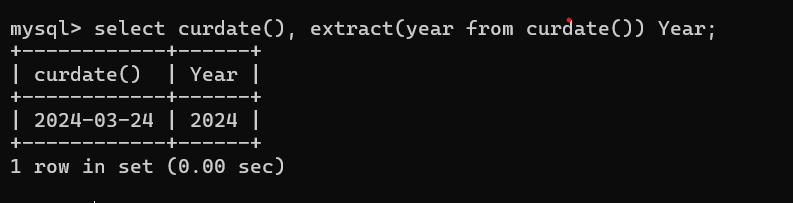 mysql> select curdate(), extract(year from curdate()) Year;
+------------+------+
| curdate()  | Year |
+------------+------+
| 2024-03-24 | 2024 |
+------------+------+
1 row in set (0.00 sec)